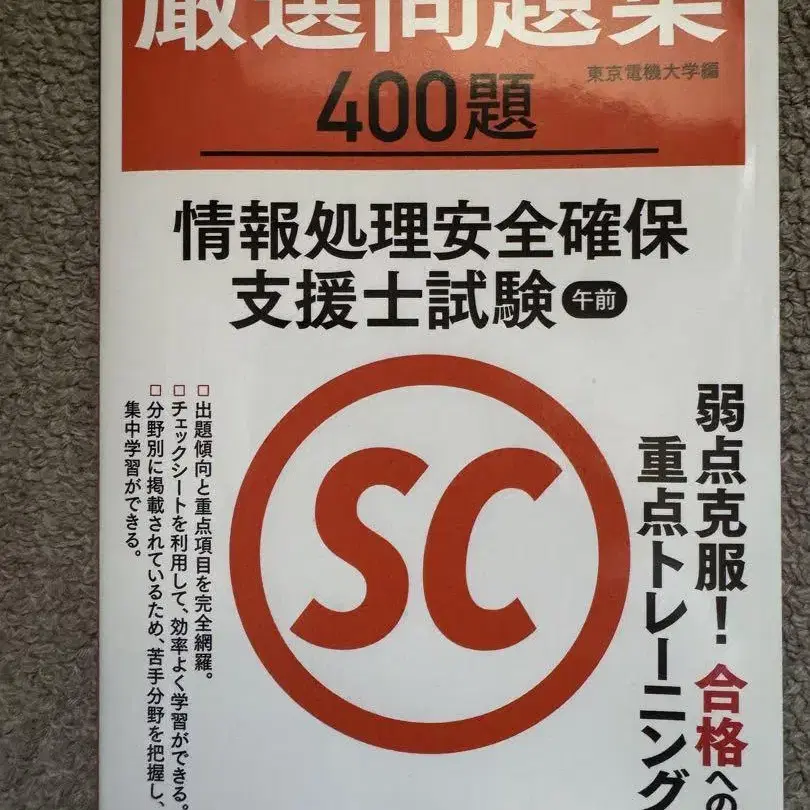 厳選問題集
400題
東京電機大学編
情報処理安全確保
支援士試験 午前
SC
弱点克服！合格への
重点トレーニング
□ 出題傾向と重点項目を完全網羅。
□ チェックシートを利用して、効率よく学習ができる。
□ 分野別に掲載されているため、苦手分野を把握し、
集中学習ができる。